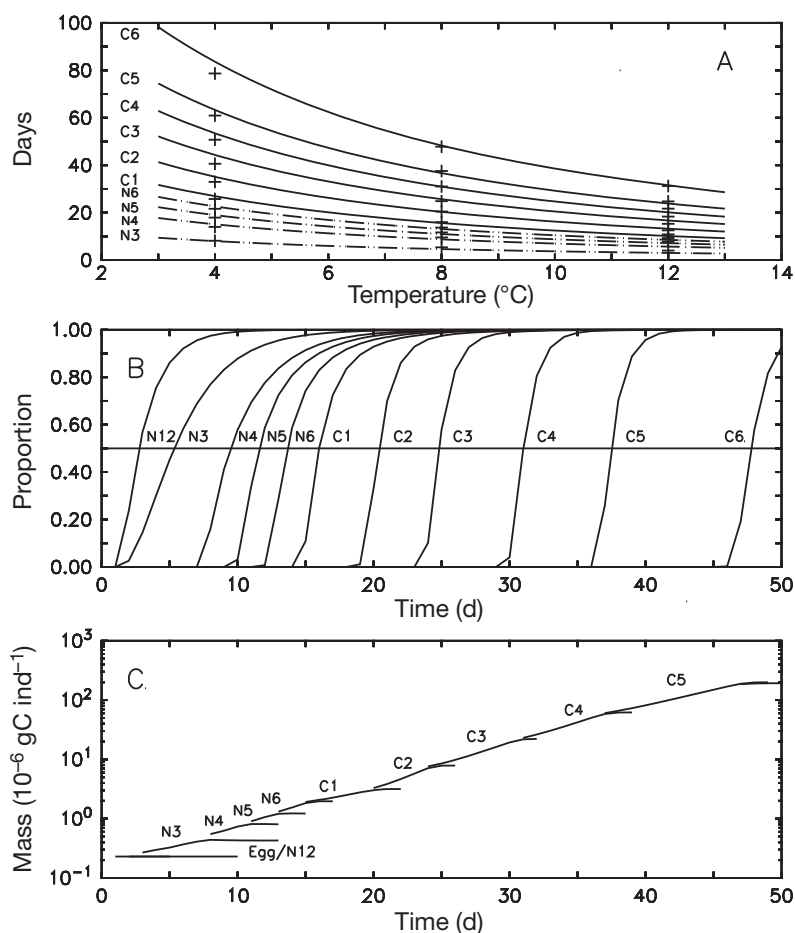 A
100
80
60
40
20
0
Days
C6
C5
C4
C3
C2
C1
N6
N5
N4
N3
2 4 6 8 10 12 14
Temperature (°C)
B
1.00
0.80
0.60
0.40
0.20
0.00
Proportion
N12 N3 N4 N5 N6 C1 C2 C3 C4 C5 C6
0 10 20 30 40 50
Time (d)
C
10³
10²
10¹
10⁰
10⁻¹
Mass (10⁻⁶ gC ind⁻¹)
Egg/N12
N3
N4
N5
N6
C1
C2
C3
C4
C5
0 10 20 30 40 50
Time (d)